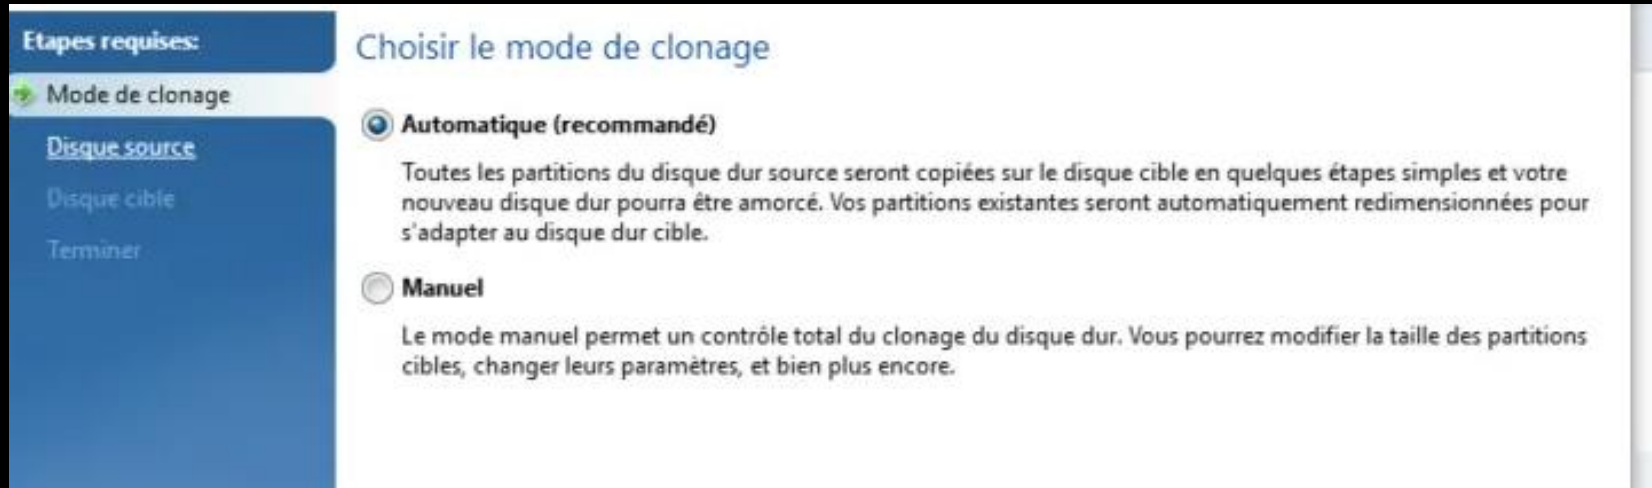 Etapes requises:
Mode de clonage
Disque source
Disque cible
Terminer
Choisir le mode de clonage
Automatique (recommandé)
Toutes les partitions du disque dur source seront copiées sur le disque cible en quelques étapes simples et votre
nouveau disque dur pourra être amorcé. Vos partitions existantes seront automatiquement redimensionnées pour
s'adapter au disque dur cible.
Manuel
Le mode manuel permet un contrôle total du clonage du disque dur. Vous pourrez modifier la taille des partitions
cibles, changer leurs paramètres, et bien plus encore.